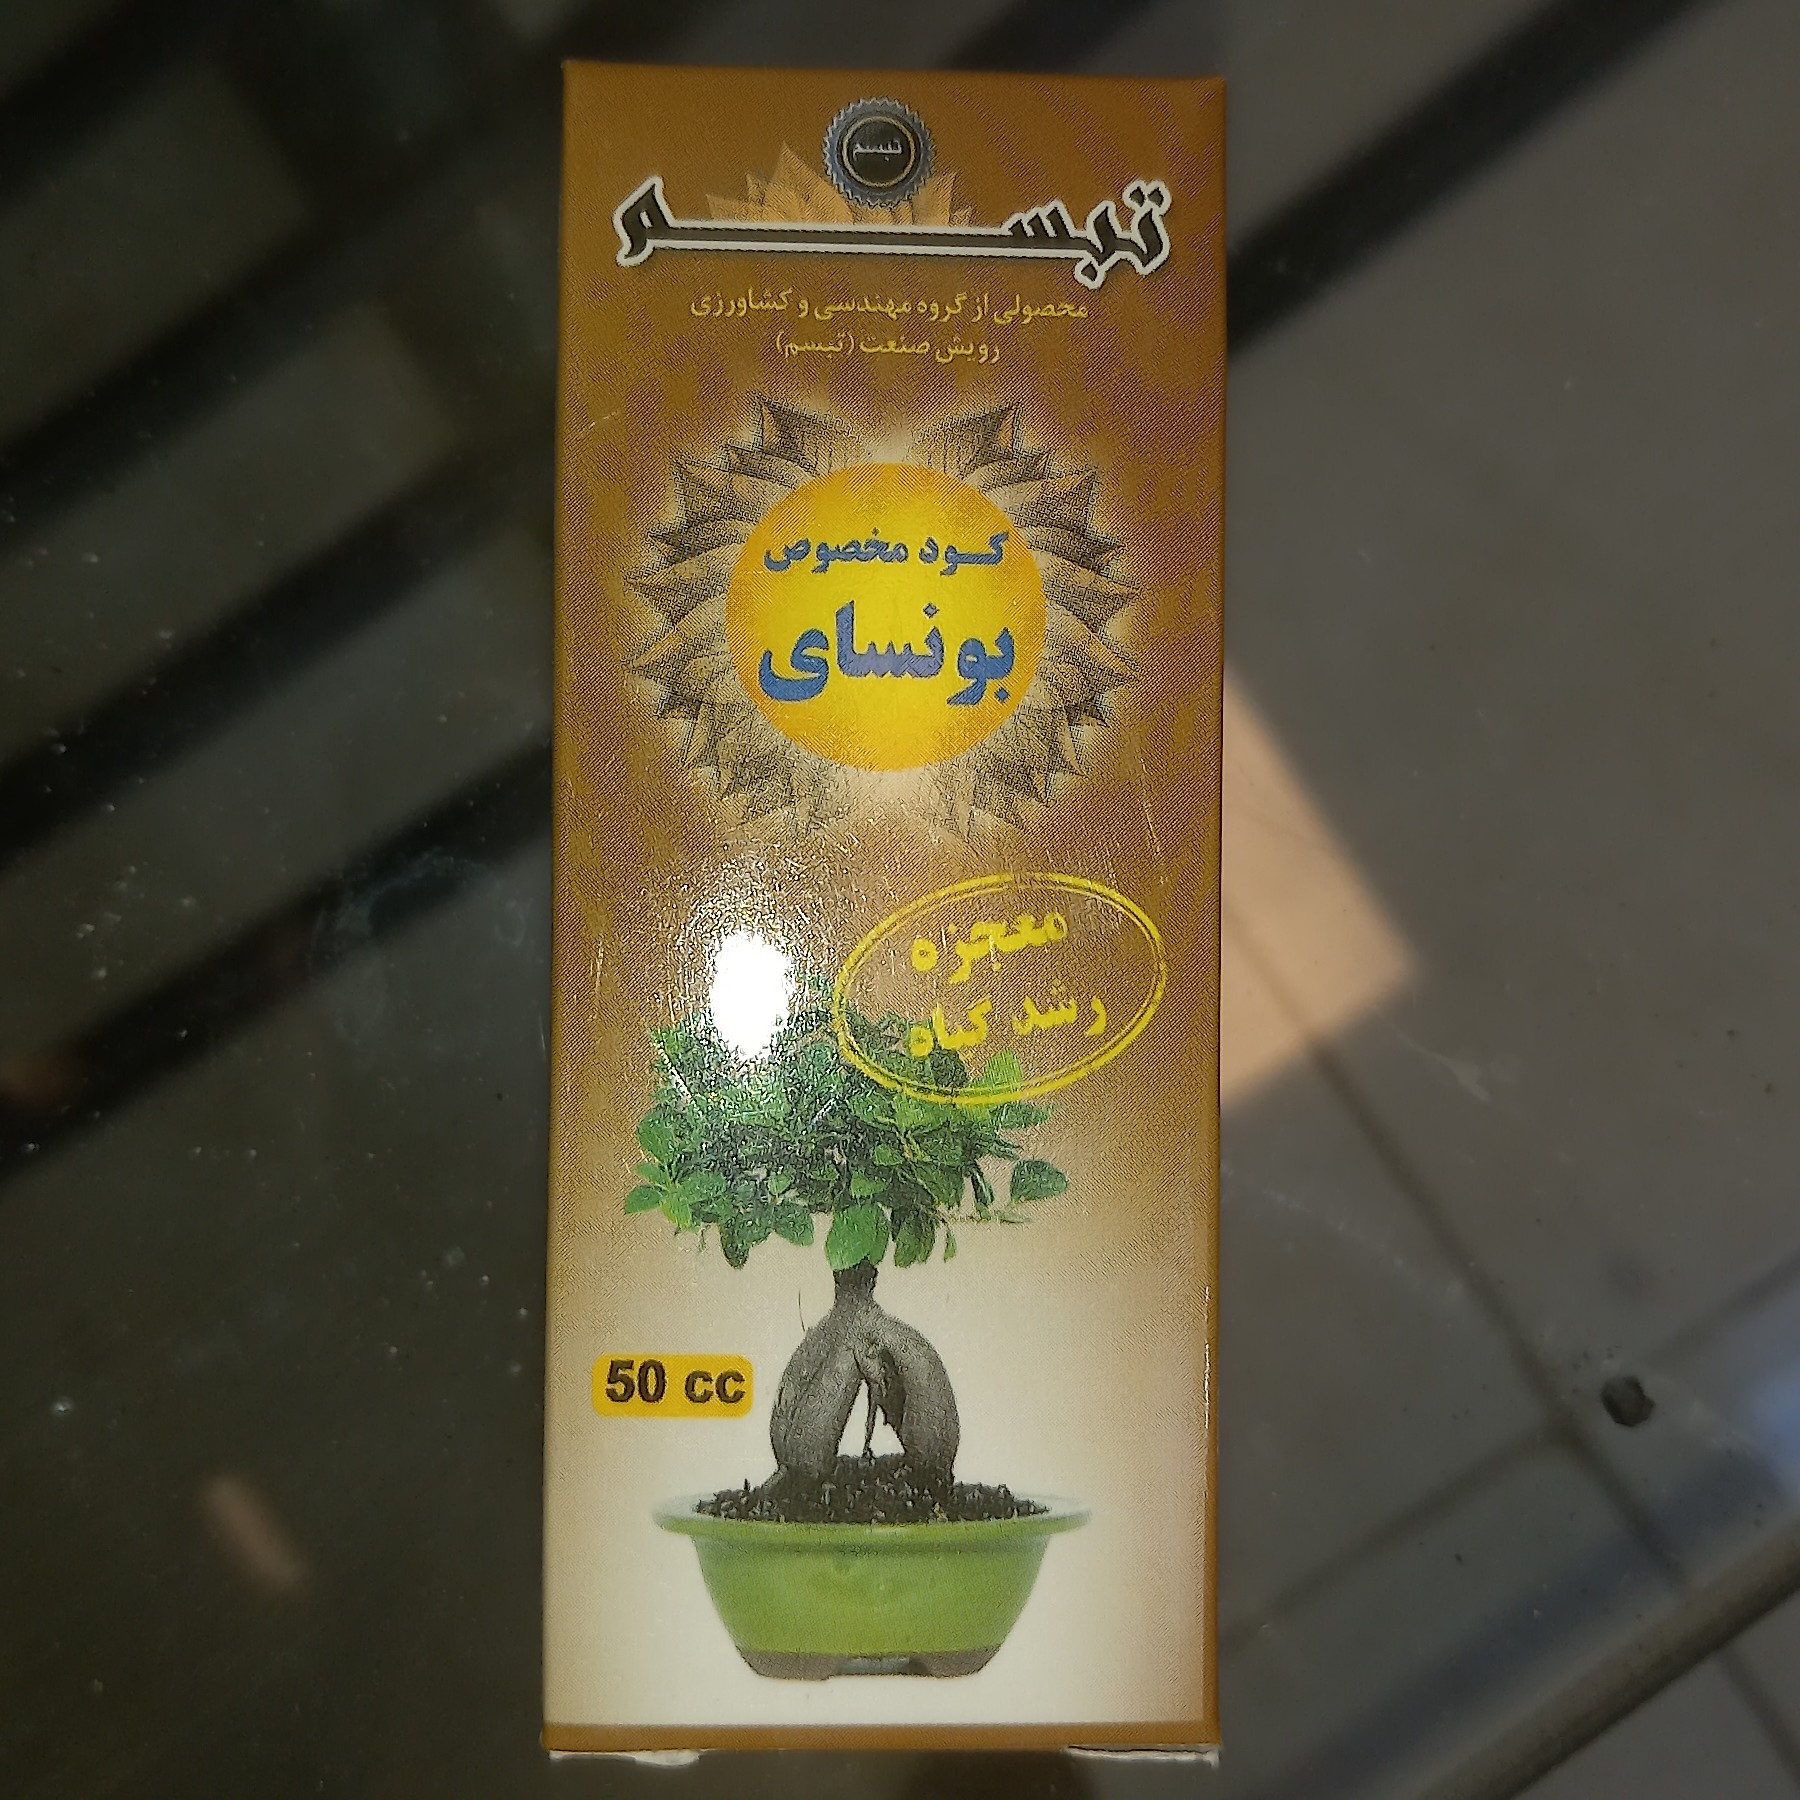 تبسم
تبسم
محصولی از گروه مهندسی و کشاورزی
رویش صنعت (تبسم)
کود مخصوص
بونسای
معجزه
رشد گیاه
50 cc